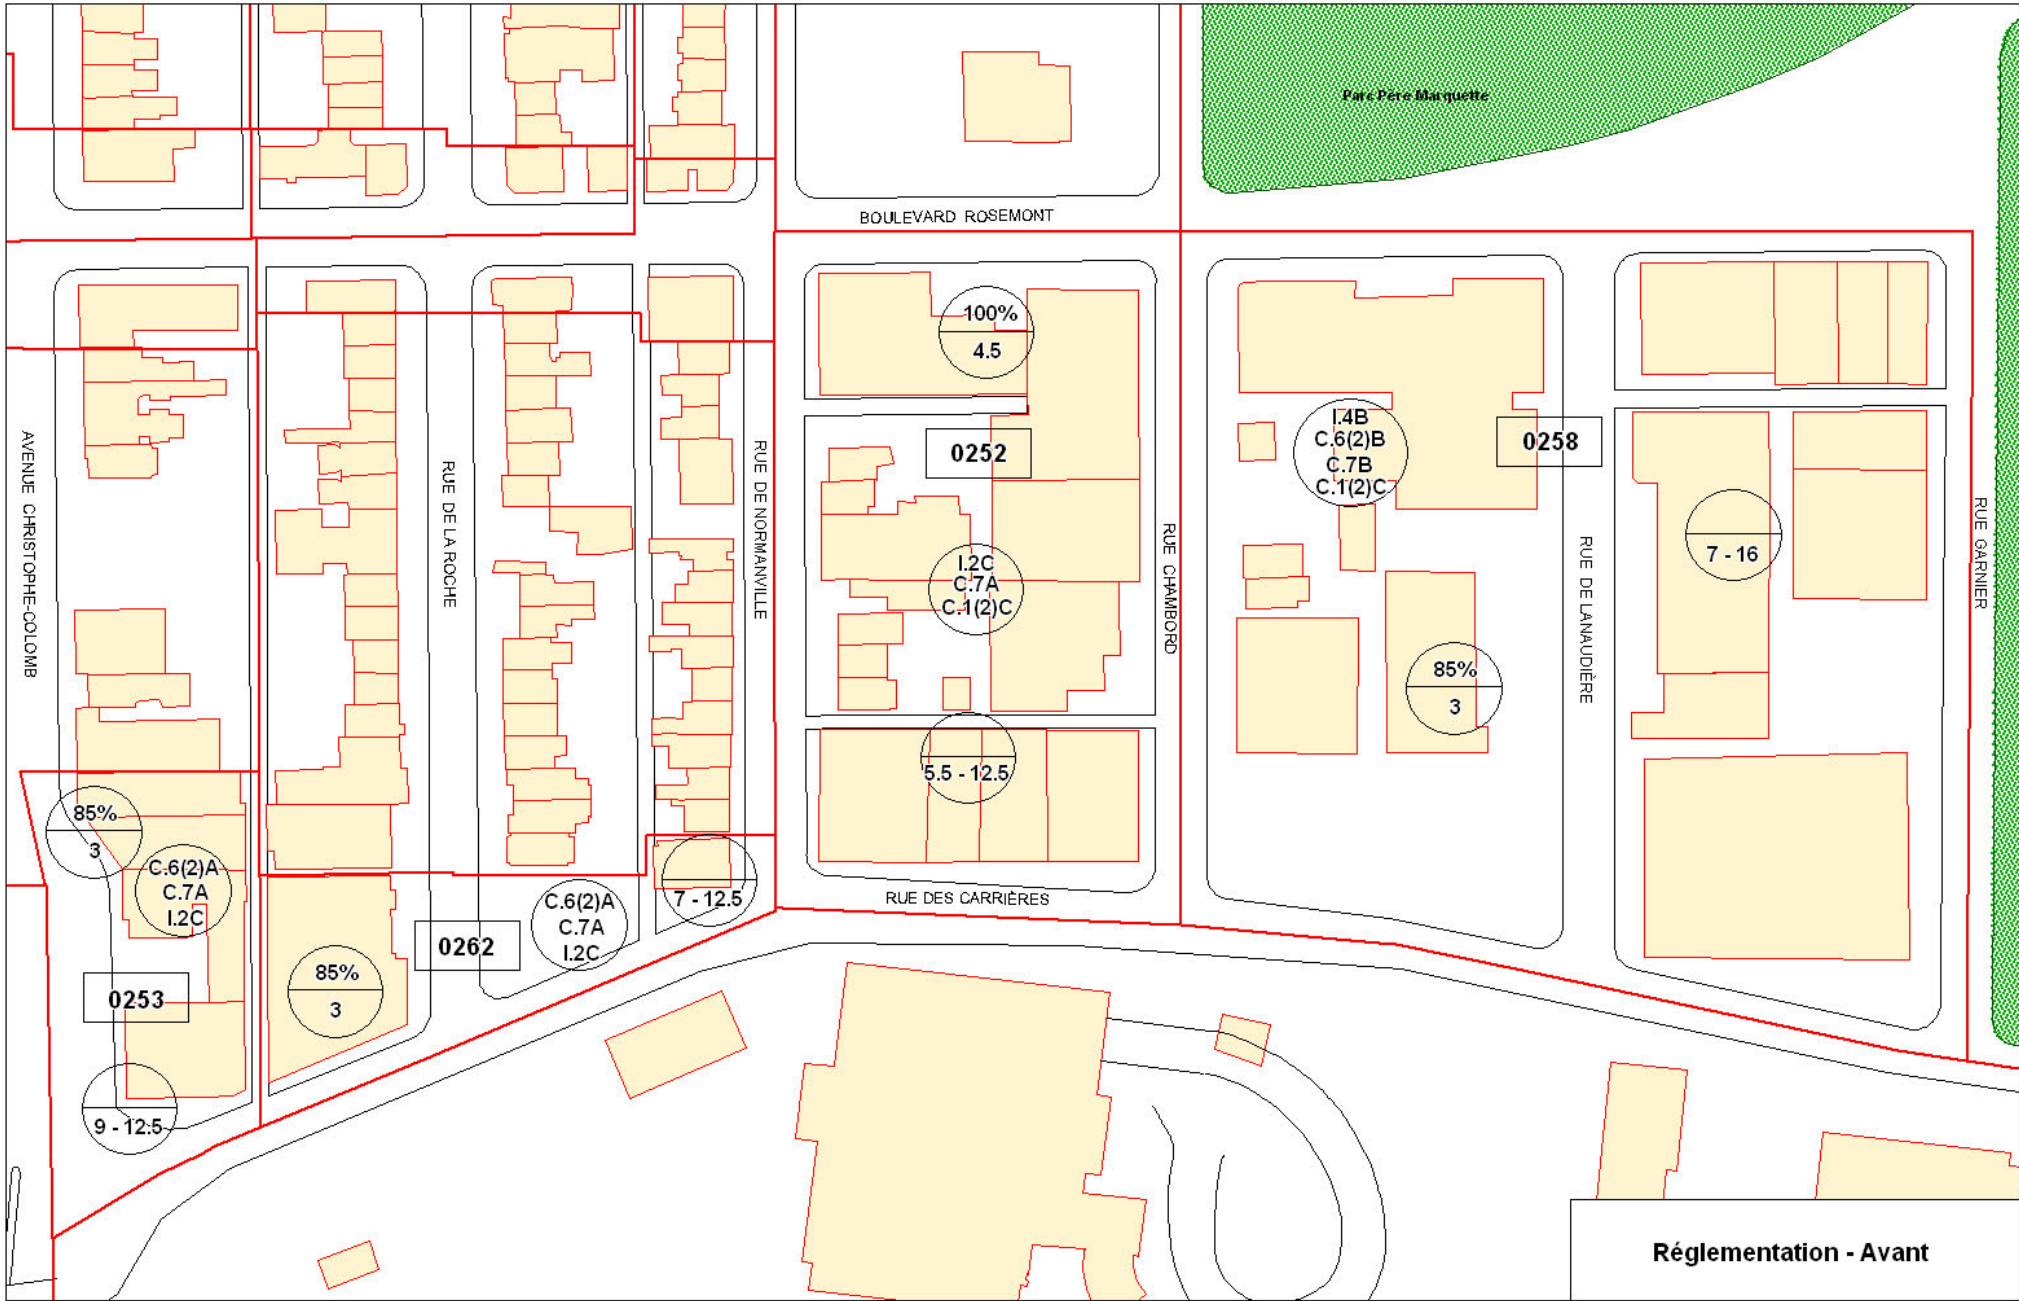 Parc Père Marquette
BOULEVARD ROSEMONT
100%
4.5
0252
I.4B
C.6(2)B
C.7B
C.1(2)C
0258
AVENUE CHRISTOPHE-COLOMB
RUE DE LA ROCHE
RUE DE NORMANVILLE
RUE CHAMBORD
RUE DE LANAUDIÈRE
RUE GARNIER
7 - 16
I.2C
C.7A
C.1(2)C
85%
3
5.5 - 12.5
85%
3
C.6(2)A
C.7A
I.2C
7 - 12.5
RUE DES CARRIÈRES
C.6(2)A
C.7A
I.2C
0262
85%
3
0253
9 - 12.5
Réglementation - Avant